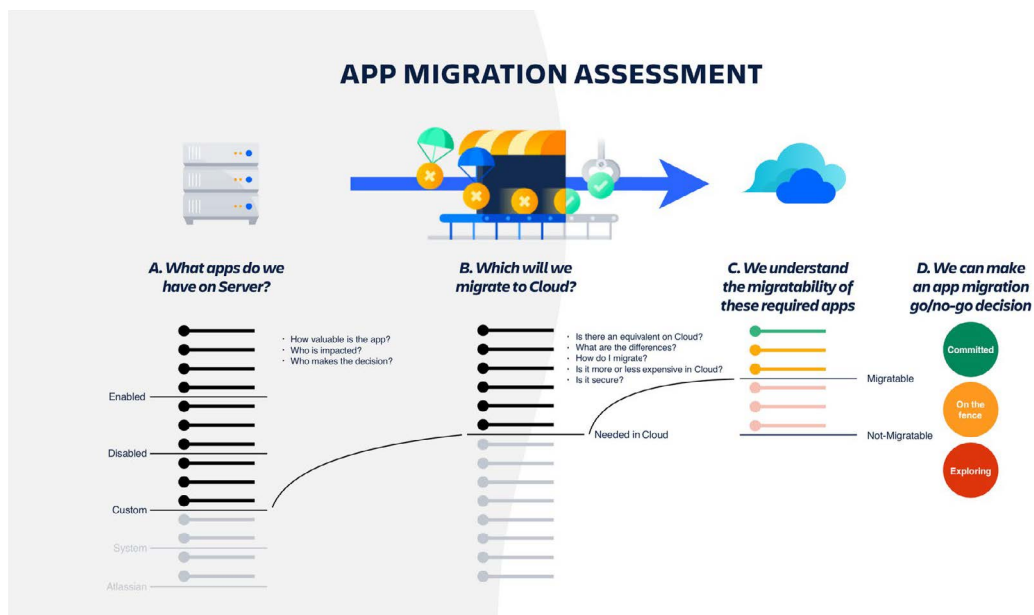 APP MIGRATION ASSESSMENT
A. What apps do we
have on Server?
· How valuable is the app?
· Who is impacted?
· Who makes the decision?
Enabled
Disabled
Custom
System
Atlassian
B. Which will we
migrate to Cloud?
· Is there an equivalent on Cloud?
· What are the differences?
· How do I migrate?
· Is it more or less expensive in Cloud?
· Is it secure?
Needed in Cloud
C. We understand
the migratability of
these required apps
Migratable
Not-Migratable
D. We can make
an app migration
go/no-go decision
Committed
On the
fence
Exploring